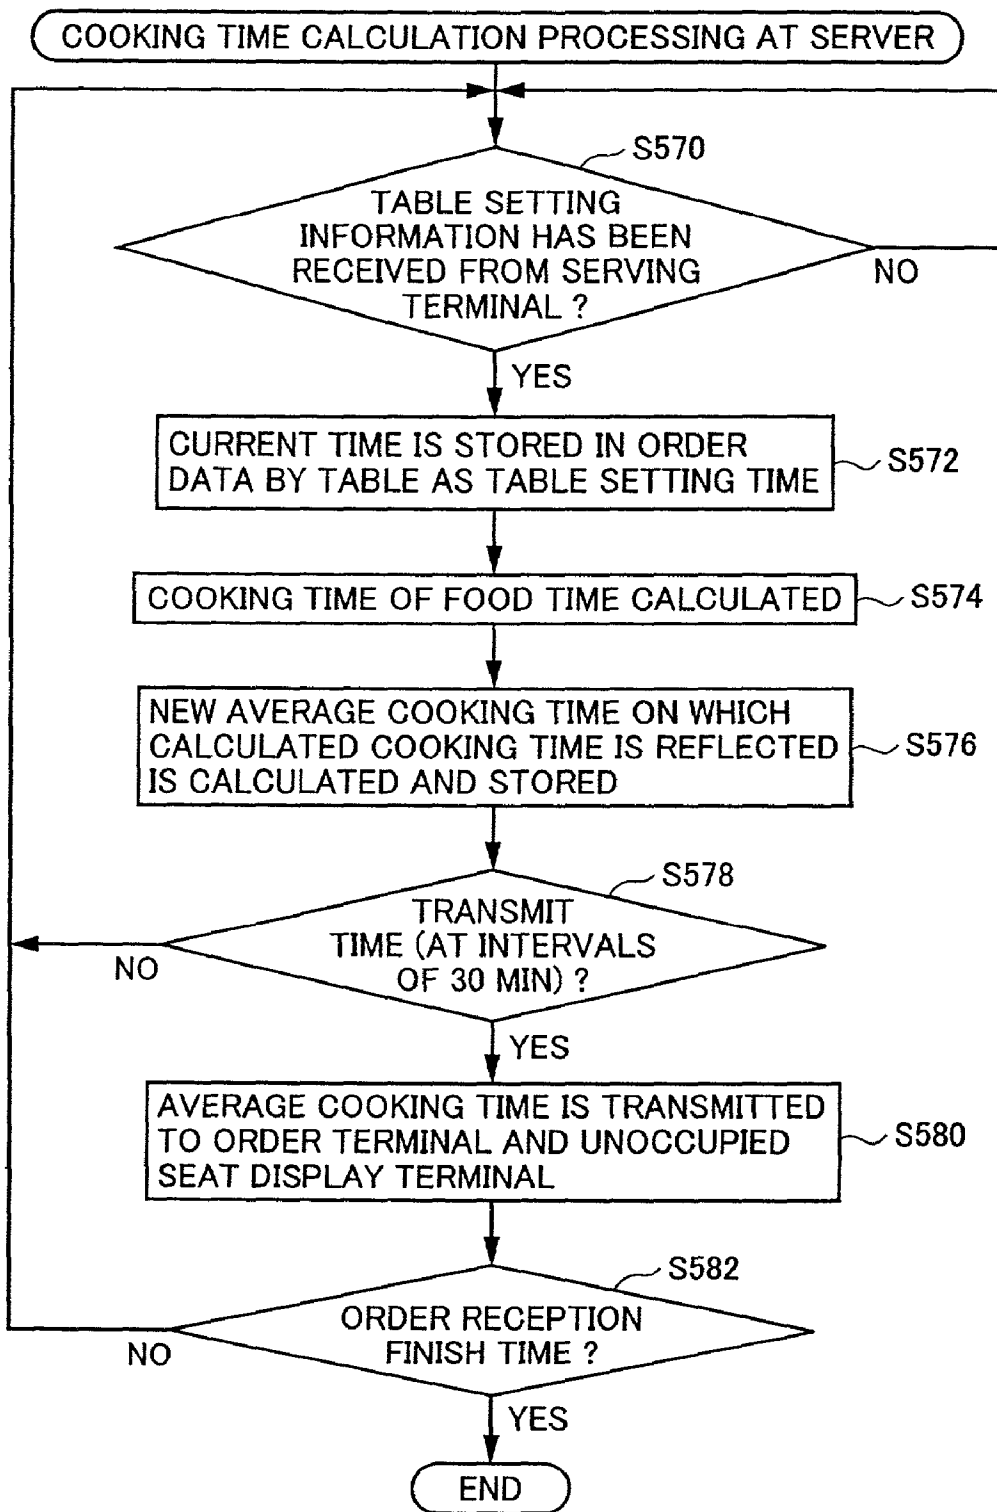 COOKING TIME CALCULATION PROCESSING AT SERVER
S570
TABLE SETTING
INFORMATION HAS BEEN
RECEIVED FROM SERVING
TERMINAL ?
NO
YES
CURRENT TIME IS STORED IN ORDER
DATA BY TABLE AS TABLE SETTING TIME
S572
COOKING TIME OF FOOD TIME CALCULATED
S574
NEW AVERAGE COOKING TIME ON WHICH
CALCULATED COOKING TIME IS REFLECTED
IS CALCULATED AND STORED
S576
S578
TRANSMIT
TIME (AT INTERVALS
OF 30 MIN) ?
NO
YES
AVERAGE COOKING TIME IS TRANSMITTED
TO ORDER TERMINAL AND UNOCCUPIED
SEAT DISPLAY TERMINAL
S580
S582
ORDER RECEPTION
FINISH TIME ?
NO
YES
END